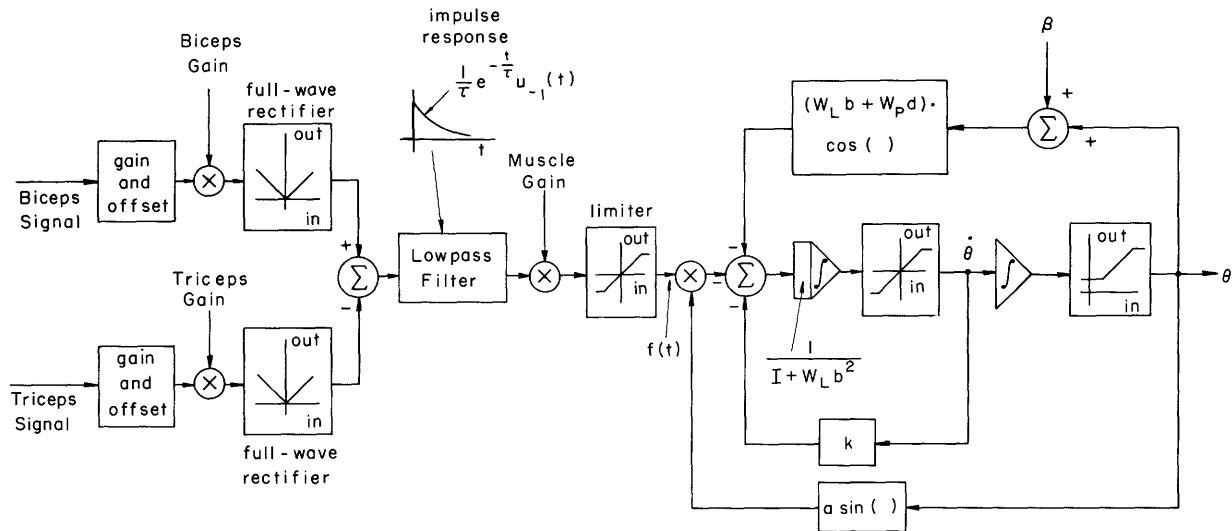 Biceps
Gain
full-wave
rectifier
out
in
Biceps
Signal
gain
and
offset
×
Triceps
Gain
Triceps
Signal
gain
and
offset
×
out
in
full-wave
rectifier
+
Σ
-
impulse
response
1/τ e^{-t/τ} u_{-1}(t)
t
Lowpass
Filter
Muscle
Gain
×
limiter
out
in
f(t)
×
-
-
-
Σ
∫
1/(I + W_L b²)
out
in
θ̇
∫
out
in
θ
β
+
+
Σ
(W_L b + W_P d)·
cos ( )
k
a sin ( )